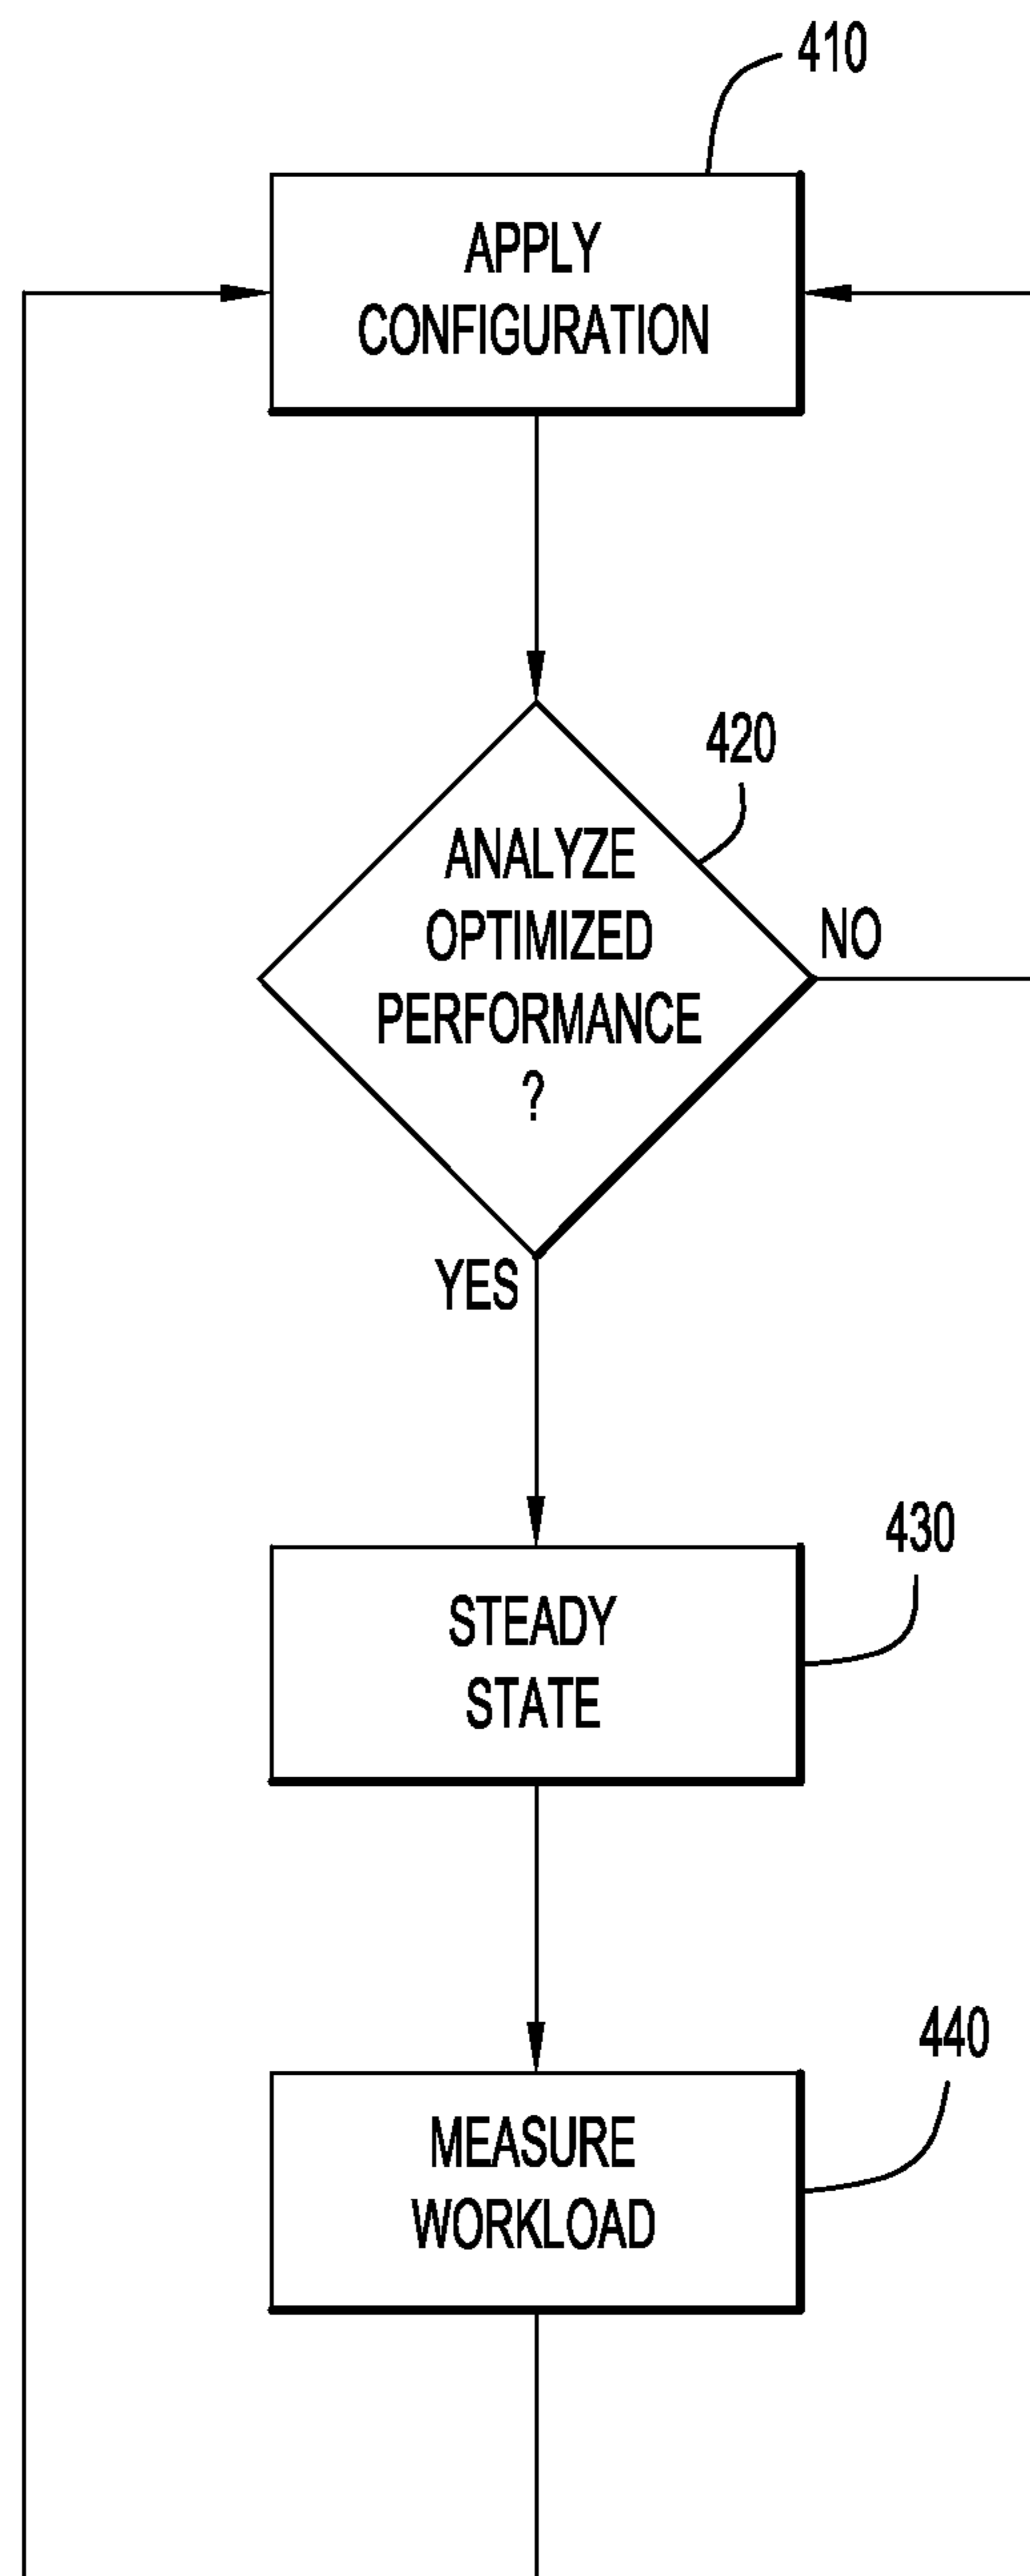 410
APPLY
CONFIGURATION
420
ANALYZE
OPTIMIZED
PERFORMANCE
?
NO
YES
430
STEADY
STATE
440
MEASURE
WORKLOAD